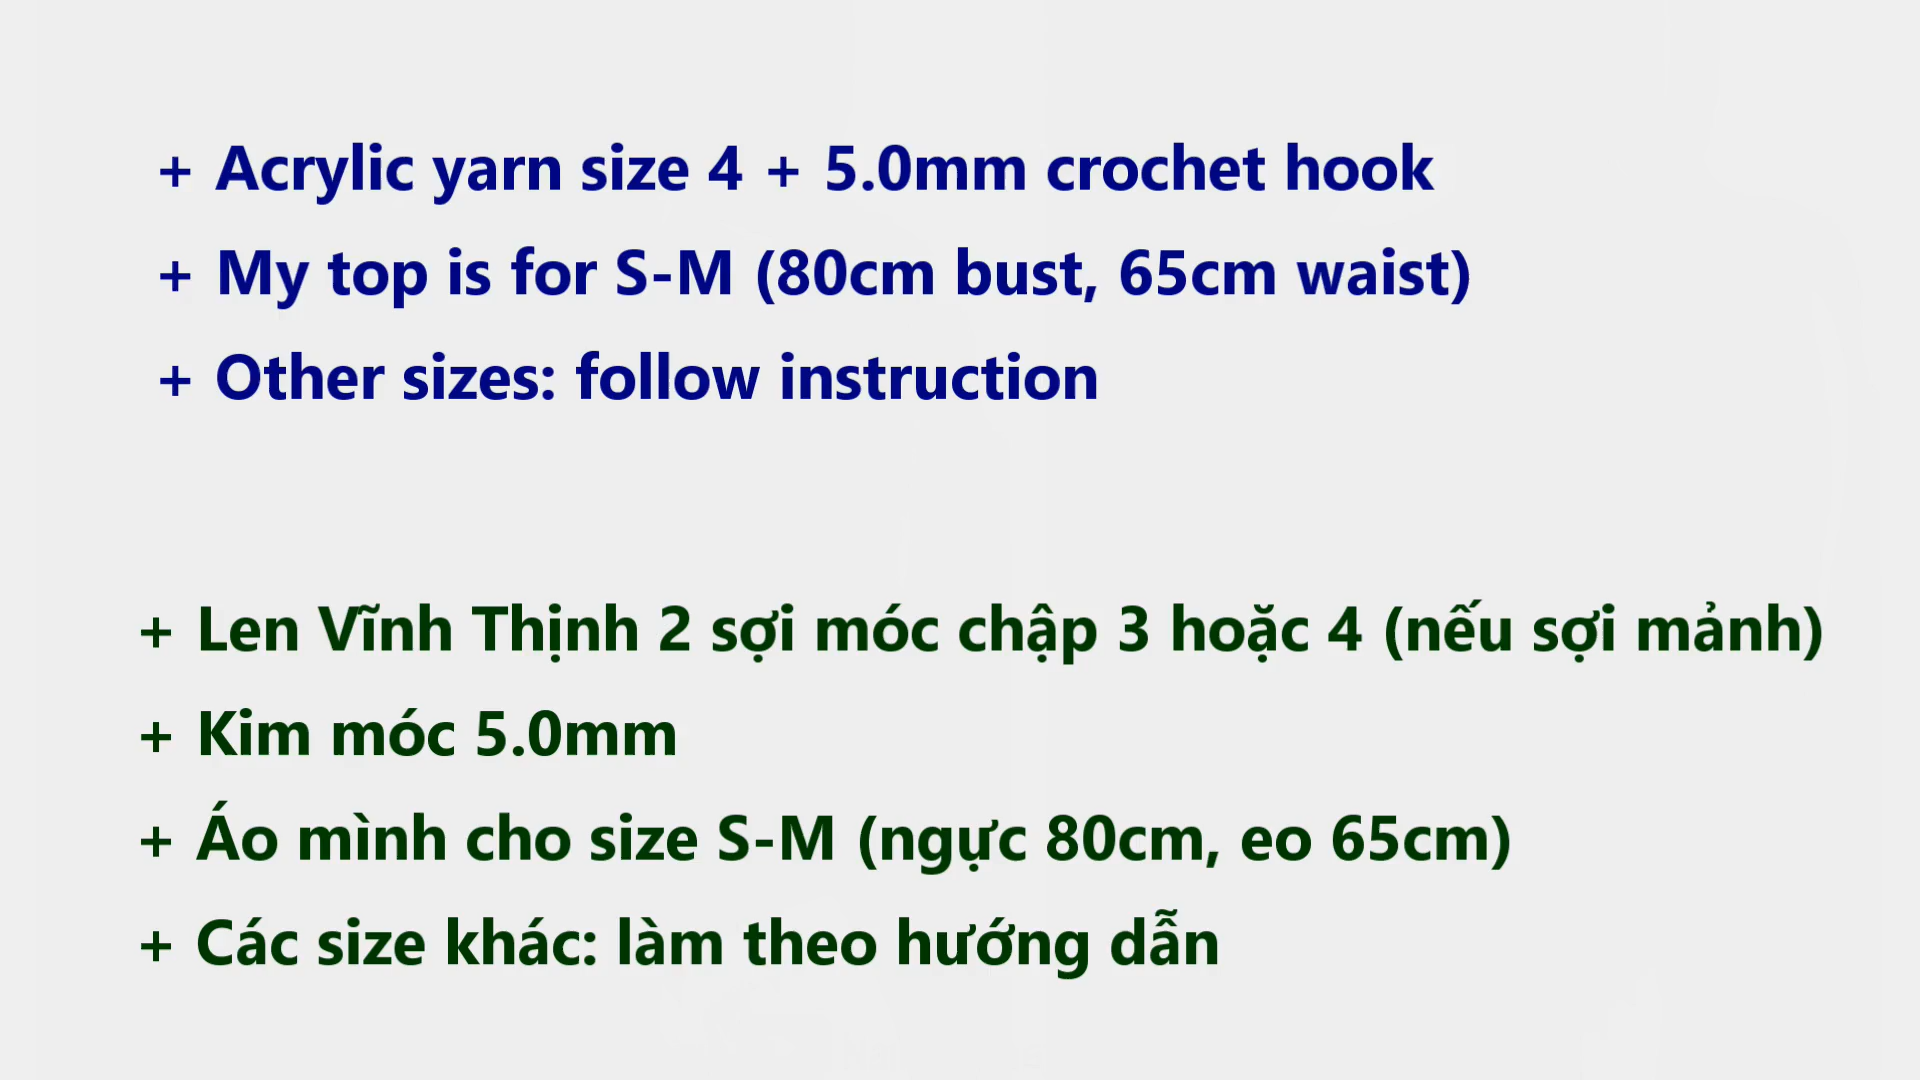 + Acrylic yarn size 4 + 5.0mm crochet hook
+ My top is for S-M (80cm bust, 65cm waist)
+ Other sizes: follow instruction
+ Len Vĩnh Thịnh 2 sợi móc chập 3 hoặc 4 (nếu sợi mảnh)
+ Kim móc 5.0mm
+ Áo mình cho size S-M (ngực 80cm, eo 65cm)
+ Các size khác: làm theo hướng dẫn